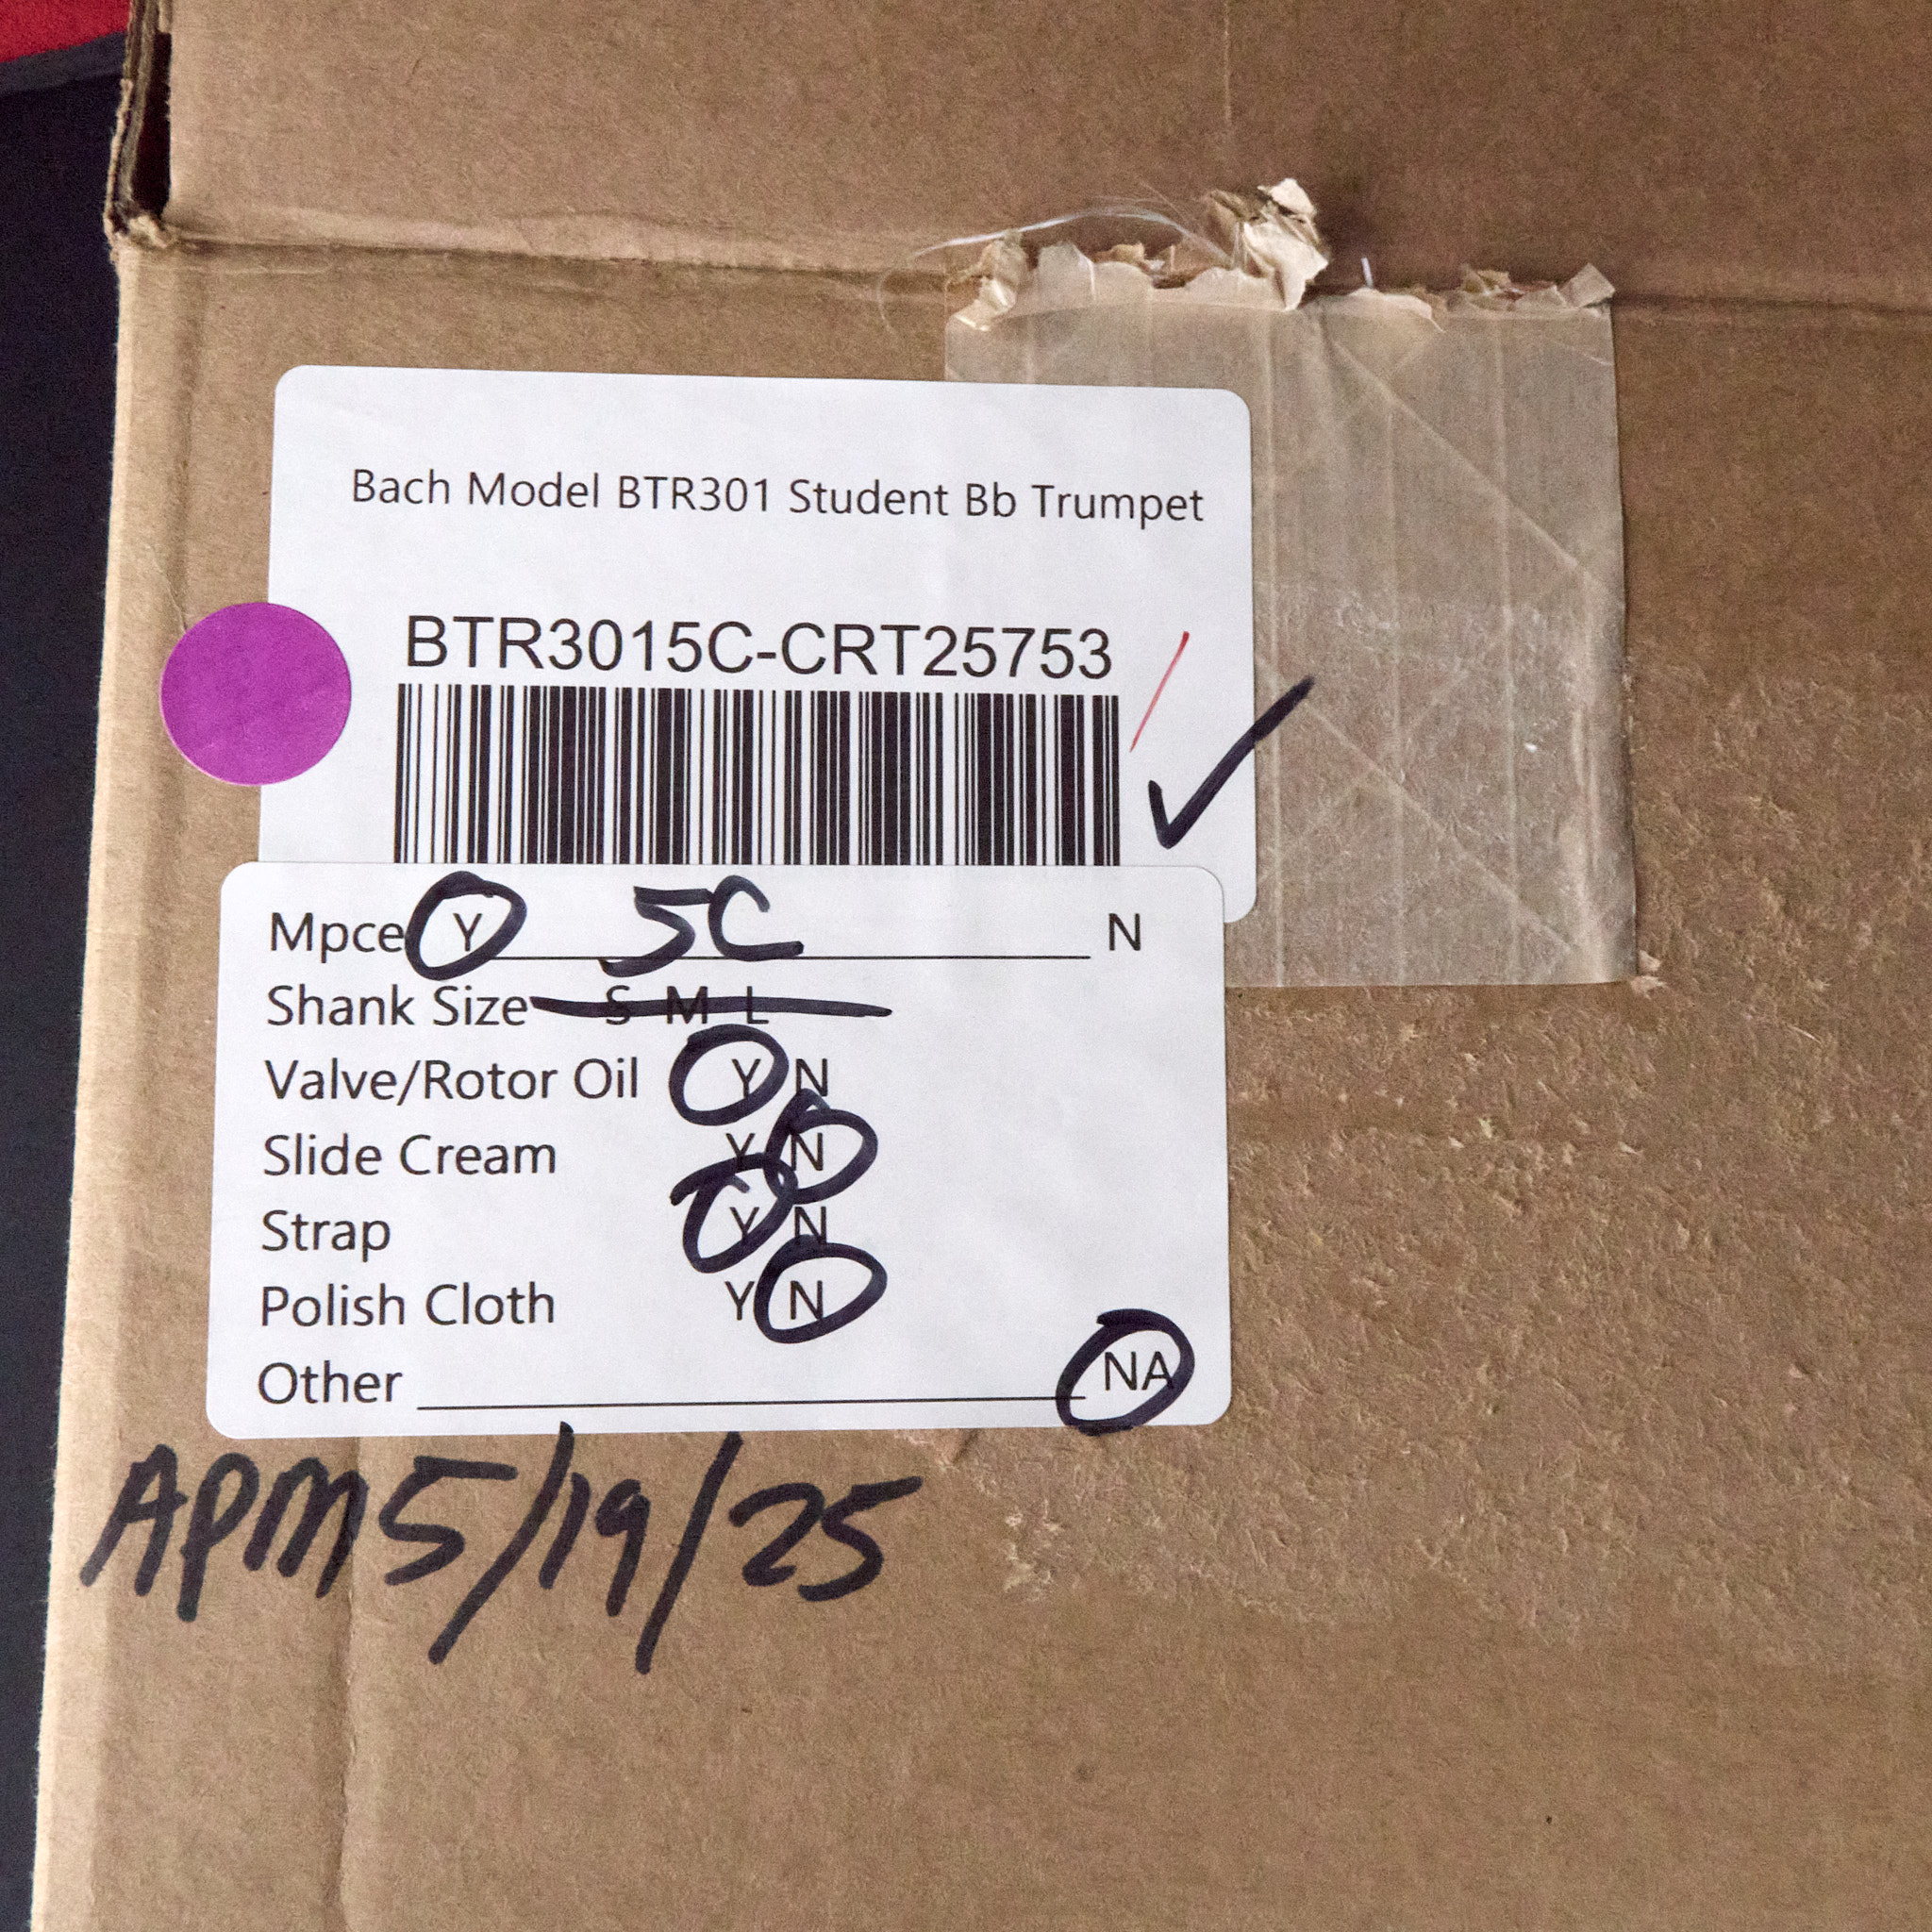 Bach Model BTR301 Student Bb Trumpet
BTR3015C-CRT25753
Mpce Y 5C N
Shank Size S M L
Valve/Rotor Oil Y N
Slide Cream Y N
Strap Y N
Polish Cloth Y N
Other NA
APM 5/19/25